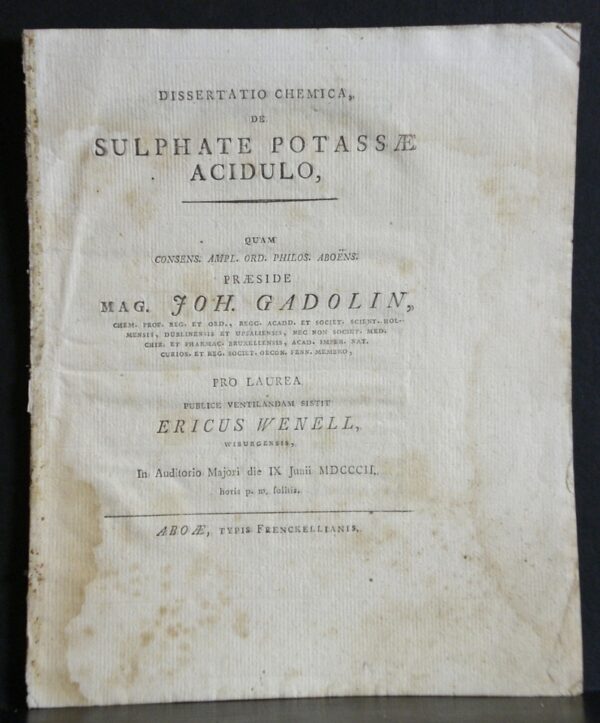 DISSERTATIO CHEMICA,
DE
SULPHATE POTASSÆ
ACIDULO,
QUAM
CONSENS. AMPL. ORD. PHILOS. ABOËNS.
PRÆSIDE
MAG. JOH. GADOLIN,
CHEM. PROF. REG. ET ORD., REGG. ACADD. ET SOCIET. SCIENT. HOL-
MENSIS, DUBLINENSIS ET UPSALIENSIS, NEC NON SOCIET. MED.
CHIR. ET PHARMAC. BRUXELLENSIS, ACAD. IMPER. NAT.
CURIOS. ET REG. SOCIET. OECON. FENN. MEMBRO,
PRO LAUREA
PUBLICE VENTILANDAM SISTIT
ERICUS WENELL,
WIBURGENSIS,
In Auditorio Majori die IX Junii MDCCCII,
horis p. m. solitis.
ABOÆ, TYPIS FRENCKELLIANIS.